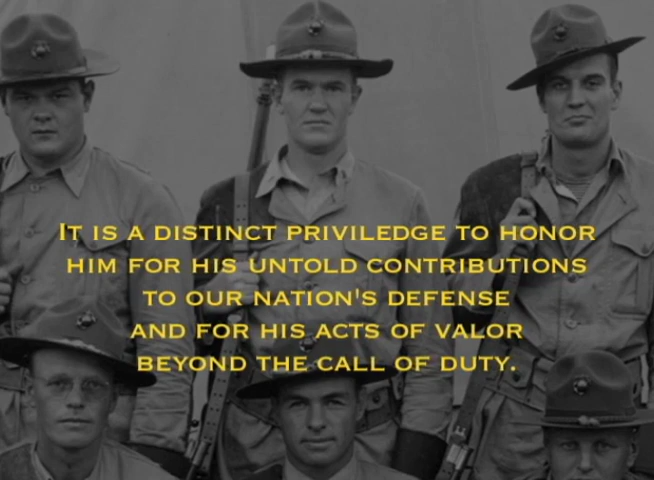 It is a distinct priviledge to honor
him for his untold contributions
to our nation's defense
and for his acts of valor
beyond the call of duty.